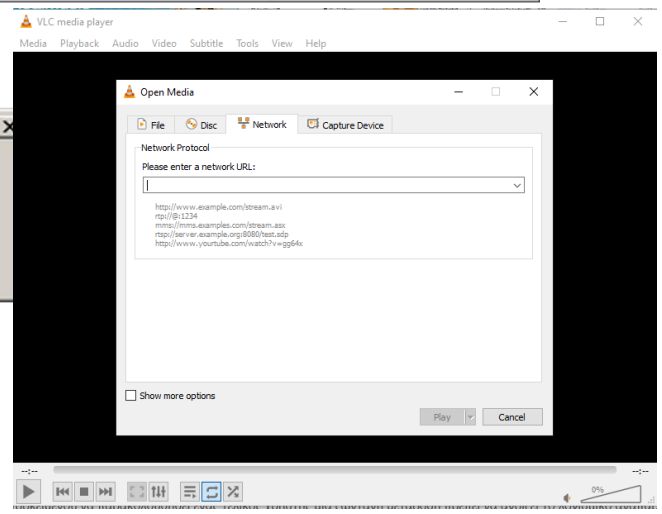 VLC media player
Media Playback Audio Video Subtitle Tools View Help
Open Media
File Disc Network Capture Device
Network Protocol
Please enter a network URL:
http://www.example.com/stream.avi
rtp://@:1234
mms://mms.examples.com/stream.asx
rtsp://server.example.org:8080/test.sdp
http://www.yourtube.com/watch?v=gg64x
Show more options
Play Cancel
--:-- --:--
0%